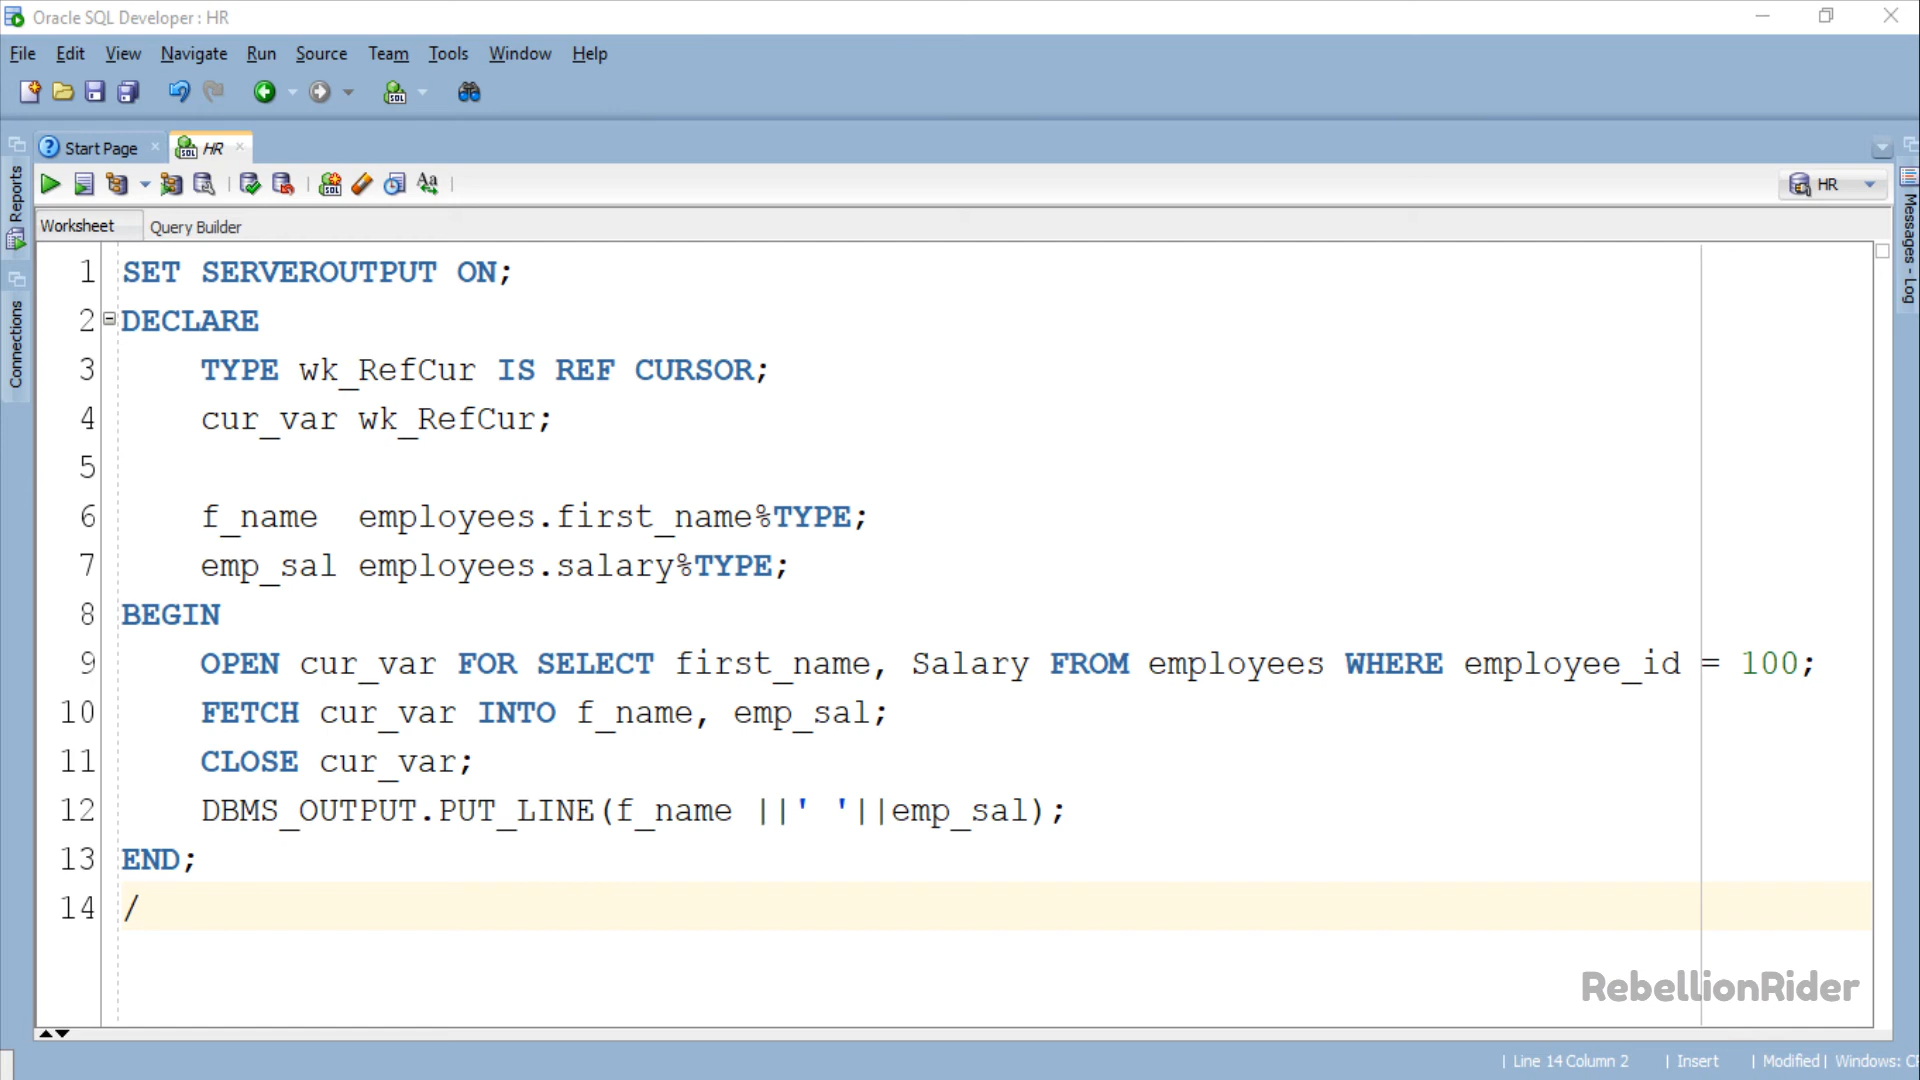 Oracle SQL Developer : HR
File Edit View Navigate Run Source Team Tools Window Help
Start Page HR
HR
Reports
Connections
Messages - Log
Worksheet Query Builder
1 SET SERVEROUTPUT ON;
2 DECLARE
3 TYPE wk_RefCur IS REF CURSOR;
4 cur_var wk_RefCur;
5
6 f_name employees.first_name%TYPE;
7 emp_sal employees.salary%TYPE;
8 BEGIN
9 OPEN cur_var FOR SELECT first_name, Salary FROM employees WHERE employee_id = 100;
10 FETCH cur_var INTO f_name, emp_sal;
11 CLOSE cur_var;
12 DBMS_OUTPUT.PUT_LINE(f_name ||' '||emp_sal);
13 END;
14 /
RebellionRider
| Line 14 Column 2 | Insert | Modified | Windows: